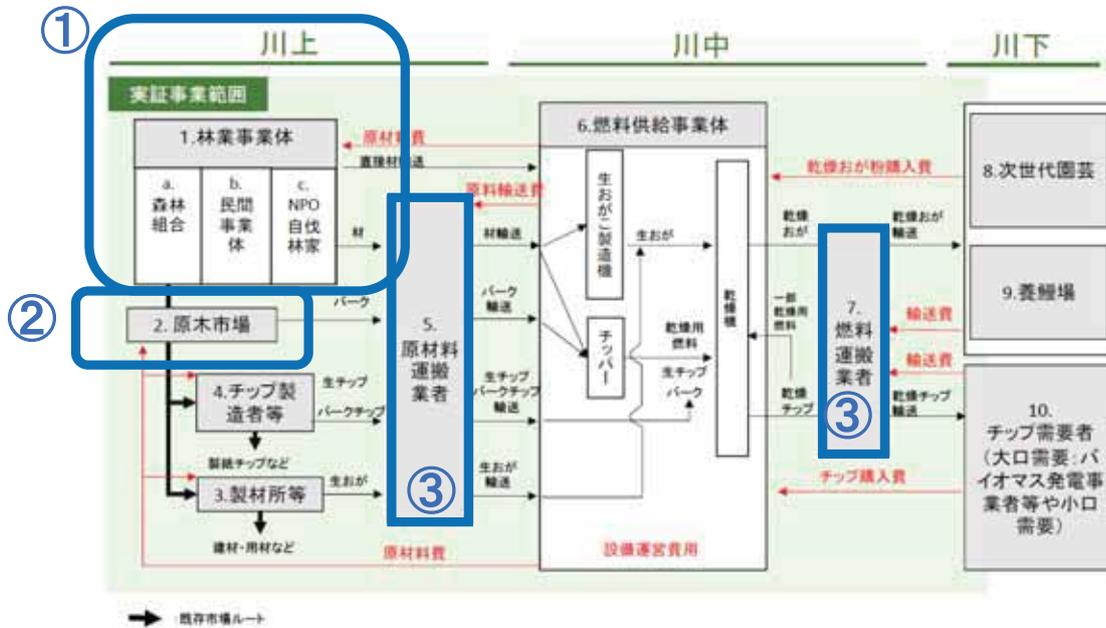 ①
川上
川中
川下
実証事業範囲
1.林業事業体
a.
森林
組合
b.
民間
事業
体
c.
NPO
自伐
林家
②
2. 原木市場
4.チップ製
造者等
製紙チップなど
3.製材所等
建材・用材など
原材料費
直接材輸送
原料輸送費
材
バーク
生チップ
バークチップ
生おが
5.
原材料
運搬
業者
③
材輸送
バーク
輸送
生チップ
バークチップ
輸送
生おが
輸送
原材料費
6.燃料供給事業体
生おがこ製造機
チッパー
生おが
乾燥用
燃料
生チップ
バーク
乾燥機
設備運営費用
乾燥おが粉購入費
乾燥
おが
一部
乾燥用
燃料
乾燥
チップ
7.
燃料
運搬
業者
③
乾燥おが
輸送
輸送費
輸送費
乾燥チップ
輸送
チップ購入費
8.次世代園芸
9.養鰻場
10.
チップ需要者
（大口需要：バ
イオマス発電事
業者等や小口
需要）
既存市場ルート